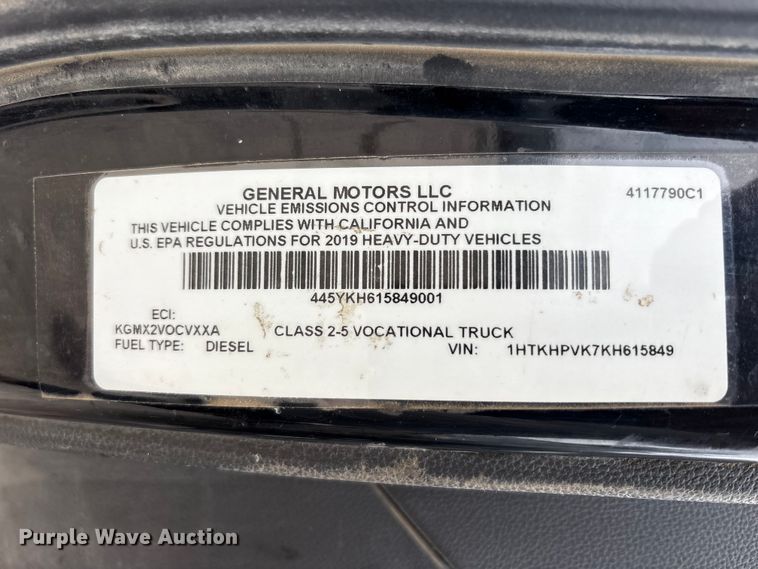 GENERAL MOTORS LLC 4117790C1
VEHICLE EMISSIONS CONTROL INFORMATION
THIS VEHICLE COMPLIES WITH CALIFORNIA AND
U.S. EPA REGULATIONS FOR 2019 HEAVY-DUTY VEHICLES
445YKH615849001
ECI:
KGMX2VOCVXXA CLASS 2-5 VOCATIONAL TRUCK
FUEL TYPE: DIESEL VIN: 1HTKHPVK7KH615849
Purple Wave Auction